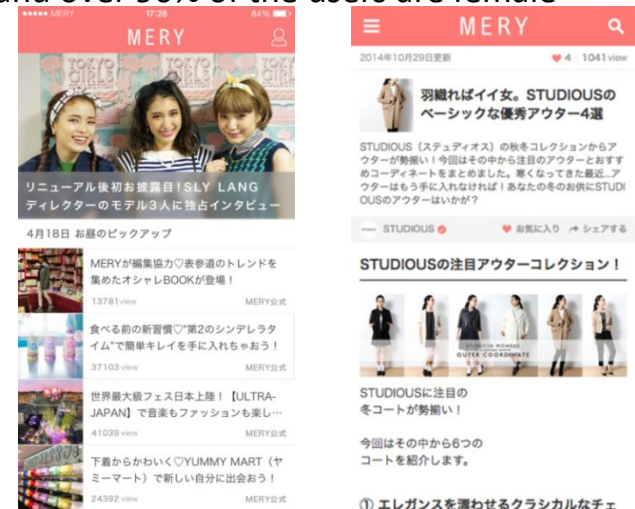 and over 90% of the users are female
MERY 17:28 84%
MERY
TOKYO GIRLS COLLECTION
リニューアル後初お披露目!SLY LANG
ディレクターのモデル3人に独占インタビュー
4月18日 お昼のピックアップ
MERYが編集協力♡表参道のトレンドを
集めたオシャレBOOKが登場!
13781view MERY公式
食べる前の新習慣♡"第2のシンデレラタ
イム"で簡単キレイを手に入れちゃおう!
37103 view MERY公式
世界最大級フェス日本上陸!【ULTRA-
JAPAN】で音楽もファッションも楽し…
41039 view MERY公式
下着からかわいく♡YUMMY MART(ヤ
ミーマート)で新しい自分に出会おう!
24392 view MERY公式
MERY
2014年10月29日更新 4 1041view
羽織ればイイ女。STUDIOUSの
ベーシックな優秀アウター4選
STUDIOUS(ステュディオス)の秋冬コレクションからア
ウターが勢揃い!今回はその中から注目のアウターとおすす
めコーディネートをまとめました。寒くなってきた最近...ア
ウターはもう手に入れなければ!あなたの冬のお供にSTUDI
OUSのアウターはいかが?
STUDIOUS お気に入り シェアする
STUDIOUSの注目アウターコレクション!
STUDIOUS WOMENS
OUTER COORDINATE
STUDIOUSに注目の
冬コートが勢揃い!
今回はその中から6つの
コートを紹介します。
① エレガンスを漂わせるクラシカルなチェ